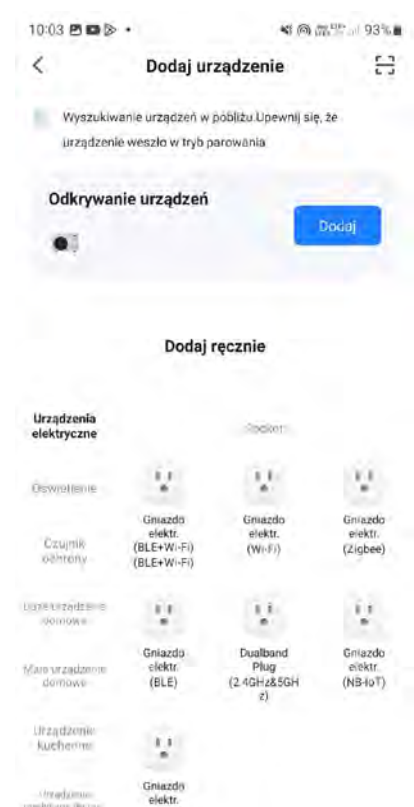 10:03
93%
Dodaj urządzenie
Wyszukiwanie urządzeń w pobliżu.Upewnij się, że
urządzenie weszło w tryb parowania
Odkrywanie urządzeń
Dodaj
Dodaj ręcznie
Urządzenia
elektryczne
Socket
Oświetlenie
Gniazdo
elektr.
(BLE+Wi-Fi)
(BLE+Wi-Fi)
Gniazdo
elektr.
(Wi-Fi)
Gniazdo
elektr.
(Zigbee)
Czujnik
ochrony
Duże urządzenia
domowe
Gniazdo
elektr.
(BLE)
Dualband
Plug
(2.4GHz&5GH
z)
Gniazdo
elektr.
(NB-IoT)
Małe urządzenia
domowe
Urządzenia
kuchenne
Gniazdo
elektr.